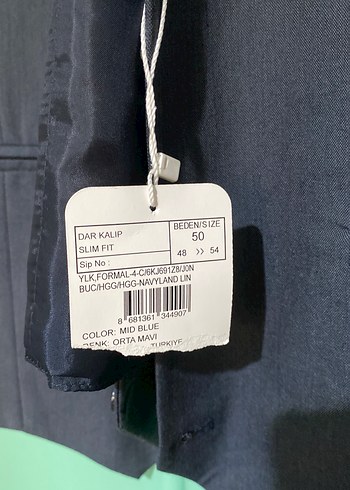 DAR KALIP
SLIM FIT
Sip No :
BEDEN/SIZE
50
48 >> 54
YLK,FORMAL-4-C/6KJ691Z8/J0N
BUC/HGG/HGG-NAVYLAND LIN
8 681361 344907
COLOR: MID BLUE
RENK: ORTA MAVİ
TURKIYE